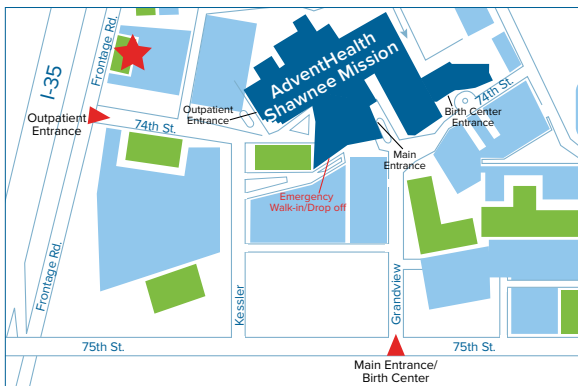 Frontage Rd.
I-35
AdventHealth
Shawnee Mission
Outpatient
Entrance
74th St.
Outpatient
Entrance
74th St.
Birth Center
Entrance
Main
Entrance
Emergency
Walk-in/Drop off
Frontage Rd.
Kessler
Grandview
75th St.
75th St.
Main Entrance/
Birth Center